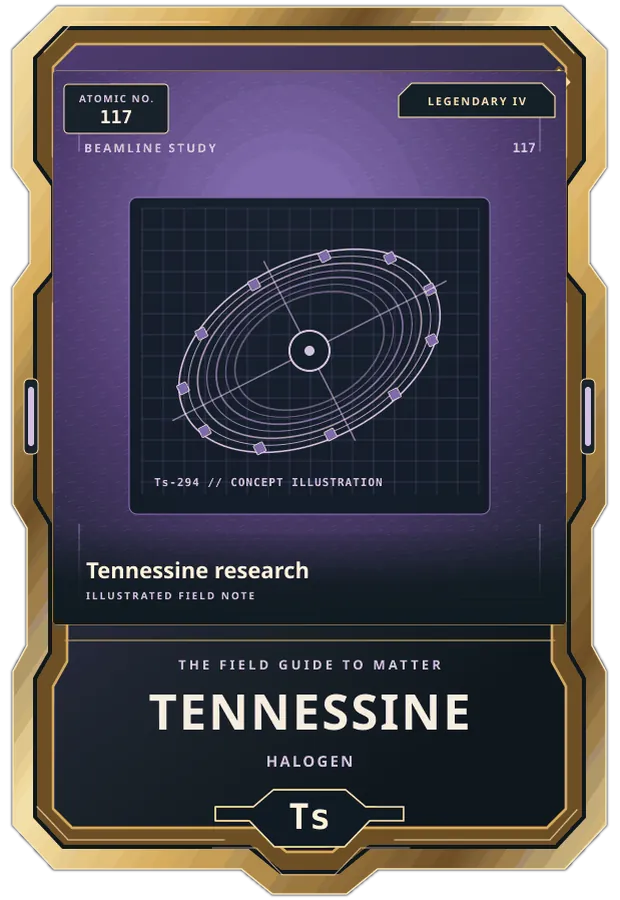 ATOMIC NO.
117
LEGENDARY IV
BEAMLINE STUDY
117
Ts-294 // CONCEPT ILLUSTRATION
Tennessine research
ILLUSTRATED FIELD NOTE
THE FIELD GUIDE TO MATTER
TENNESSINE
HALOGEN
Ts